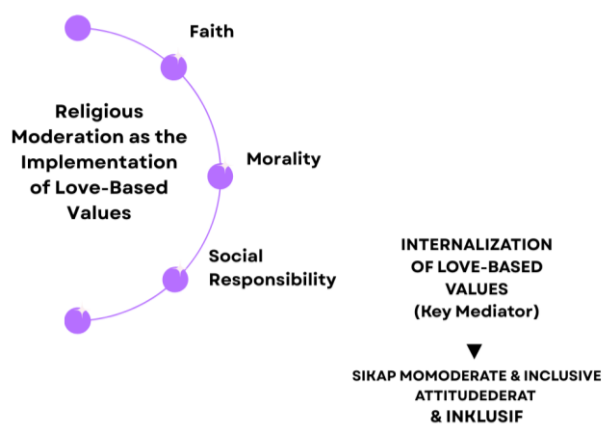 Faith
Religious
Moderation as the
Implementation
of Love-Based
Values
Morality
Social
Responsibility
INTERNALIZATION
OF LOVE-BASED
VALUES
(Key Mediator)
▼
SIKAP MOMODERATE & INCLUSIVE
ATTITUDEDERAT
& INKLUSIF